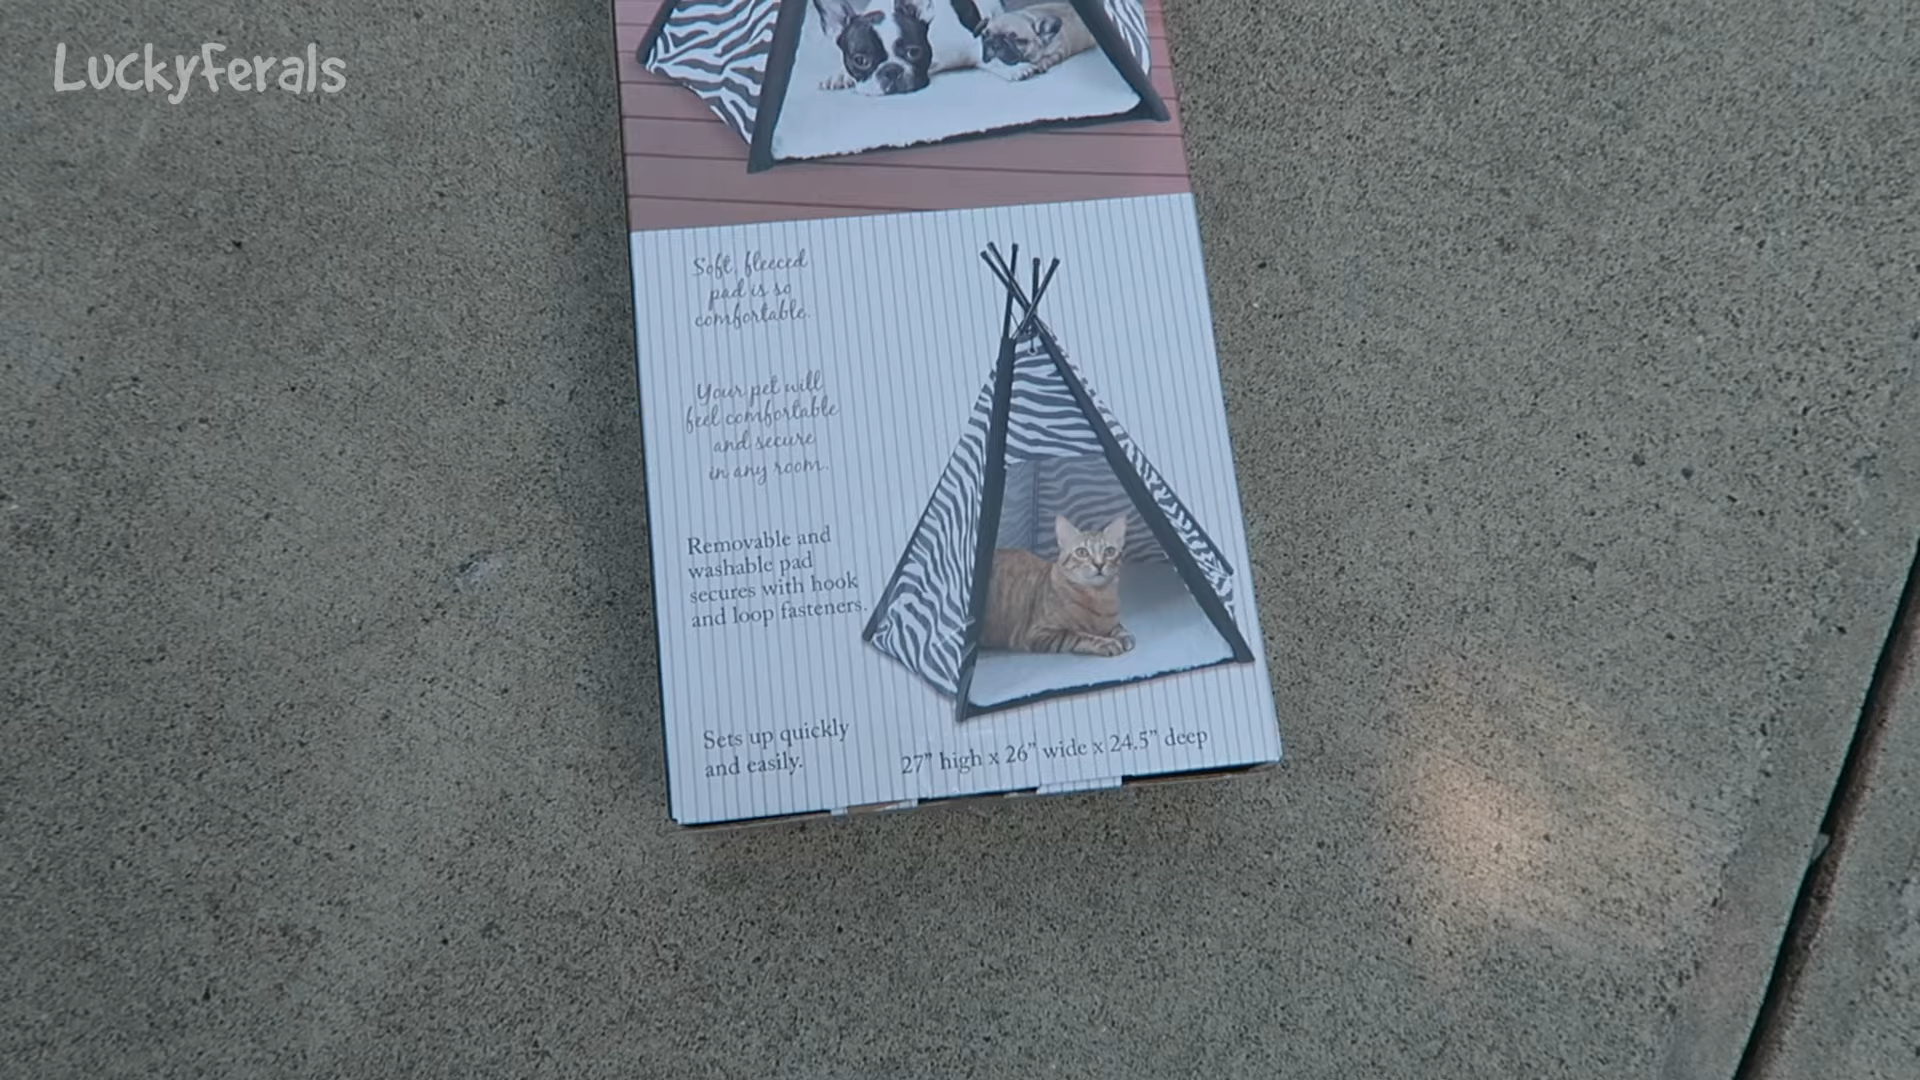 Luckyferals
Soft, fleeced
pad is so
comfortable.
Your pet will
feel comfortable
and secure
in any room.
Removable and
washable pad
secures with hook
and loop fasteners.
Sets up quickly
and easily.
27” high x 26” wide x 24.5” deep